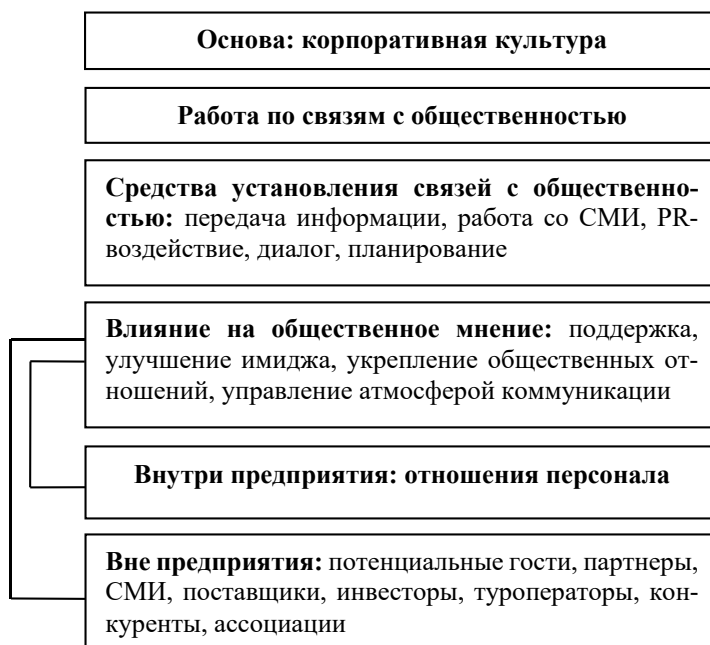 Основа: корпоративная культура
Работа по связям с общественностью
Средства установления связей с общественно-
стью: передача информации, работа со СМИ, PR-
воздействие, диалог, планирование
Влияние на общественное мнение: поддержка,
улучшение имиджа, укрепление общественных от-
ношений, управление атмосферой коммуникации
Внутри предприятия: отношения персонала
Вне предприятия: потенциальные гости, партнеры,
СМИ, поставщики, инвесторы, туроператоры, кон-
куренты, ассоциации